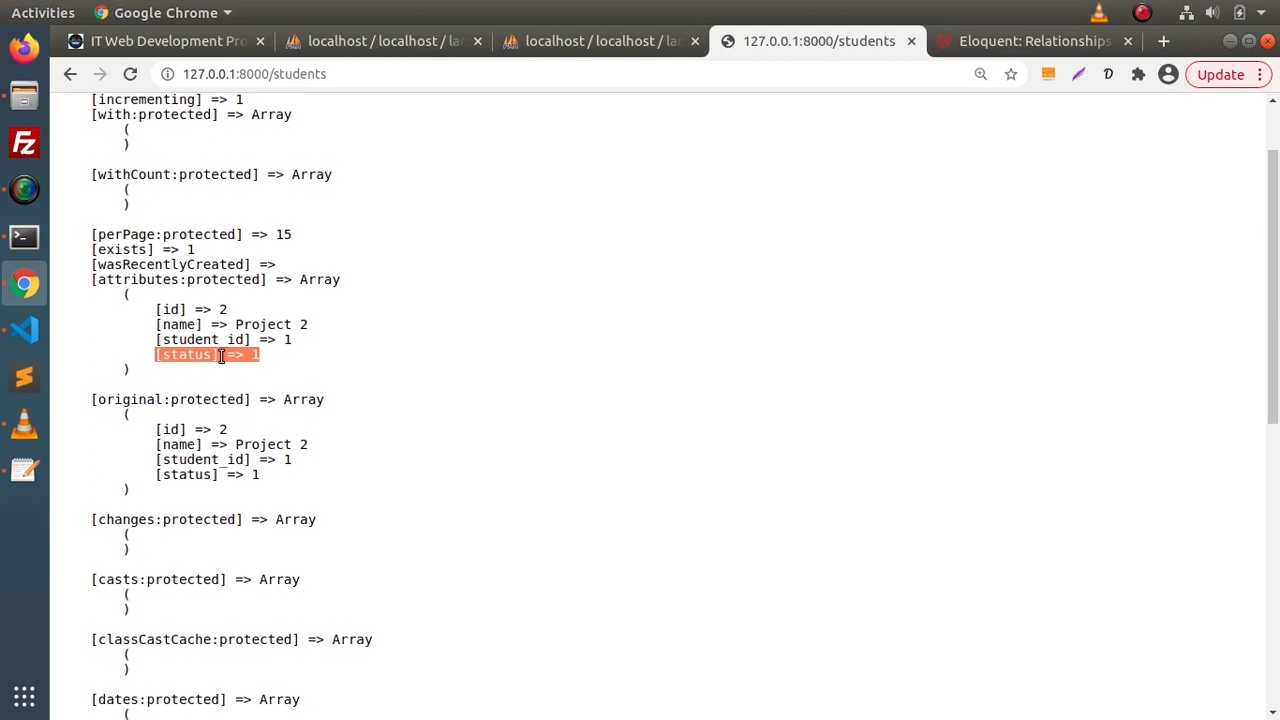 Activities
Google Chrome
IT Web Development Pro
localhost / localhost / la
localhost / localhost / la
127.0.0.1:8000/students
Eloquent: Relationships
127.0.0.1:8000/students
Update
[incrementing] => 1
[with:protected] => Array
(
)
[withCount:protected] => Array
(
)
[perPage:protected] => 15
[exists] => 1
[wasRecentlyCreated] =>
[attributes:protected] => Array
(
[id] => 2
[name] => Project 2
[student_id] => 1
[status] => 1
)
[original:protected] => Array
(
[id] => 2
[name] => Project 2
[student_id] => 1
[status] => 1
)
[changes:protected] => Array
(
)
[casts:protected] => Array
(
)
[classCastCache:protected] => Array
(
)
[dates:protected] => Array
(